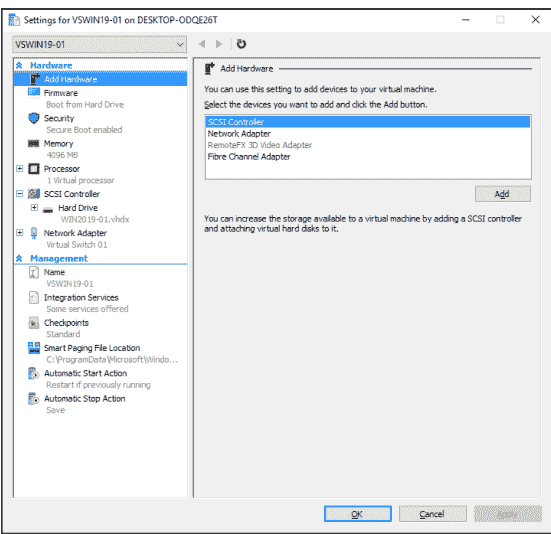 Settings for VSWIN19-01 on DESKTOP-ODQE26T
VSWIN19-01
Hardware
Add Hardware
Firmware
Boot from Hard Drive
Security
Secure Boot enabled
Memory
4096 MB
Processor
1 Virtual processor
SCSI Controller
Hard Drive
WIN2019-01.vhdx
Network Adapter
Virtual Switch 01
Management
Name
VSWIN19-01
Integration Services
Some services offered
Checkpoints
Standard
Smart Paging File Location
C:\ProgramData\Microsoft\Windo...
Automatic Start Action
Restart if previously running
Automatic Stop Action
Save
Add Hardware
You can use this setting to add devices to your virtual machine.
Select the devices you want to add and click the Add button.
SCSI Controller
Network Adapter
RemoteFX 3D Video Adapter
Fibre Channel Adapter
Add
You can increase the storage available to a virtual machine by adding a SCSI controller
and attaching virtual hard disks to it.
OK
Cancel
Apply